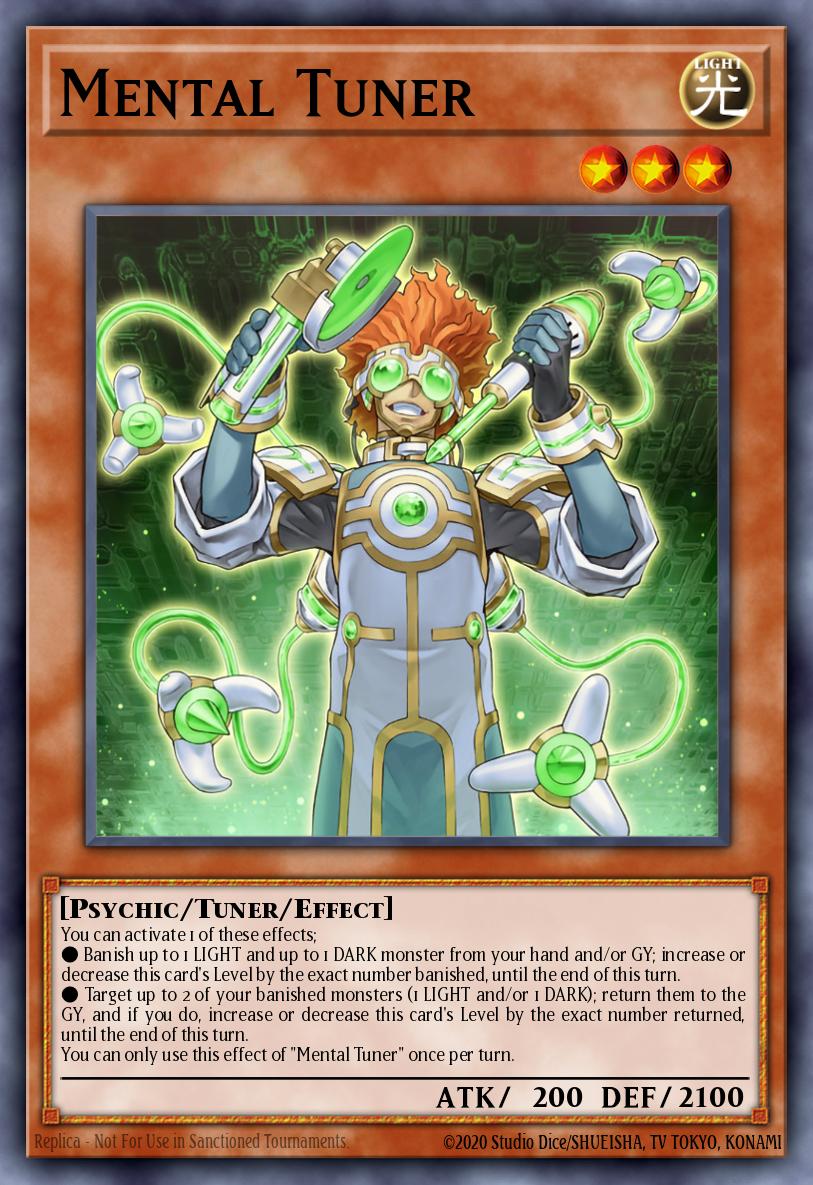 Mental Tuner
LIGHT
光
[Psychic/Tuner/Effect]
You can activate 1 of these effects;
● Banish up to 1 LIGHT and up to 1 DARK monster from your hand and/or GY; increase or
decrease this card's Level by the exact number banished, until the end of this turn.
● Target up to 2 of your banished monsters (1 LIGHT and/or 1 DARK); return them to the
GY, and if you do, increase or decrease this card's Level by the exact number returned,
until the end of this turn.
You can only use this effect of "Mental Tuner" once per turn.
ATK/ 200 DEF/2100
Replica - Not For Use in Sanctioned Tournaments.
©2020 Studio Dice/SHUEISHA, TV TOKYO, KONAMI